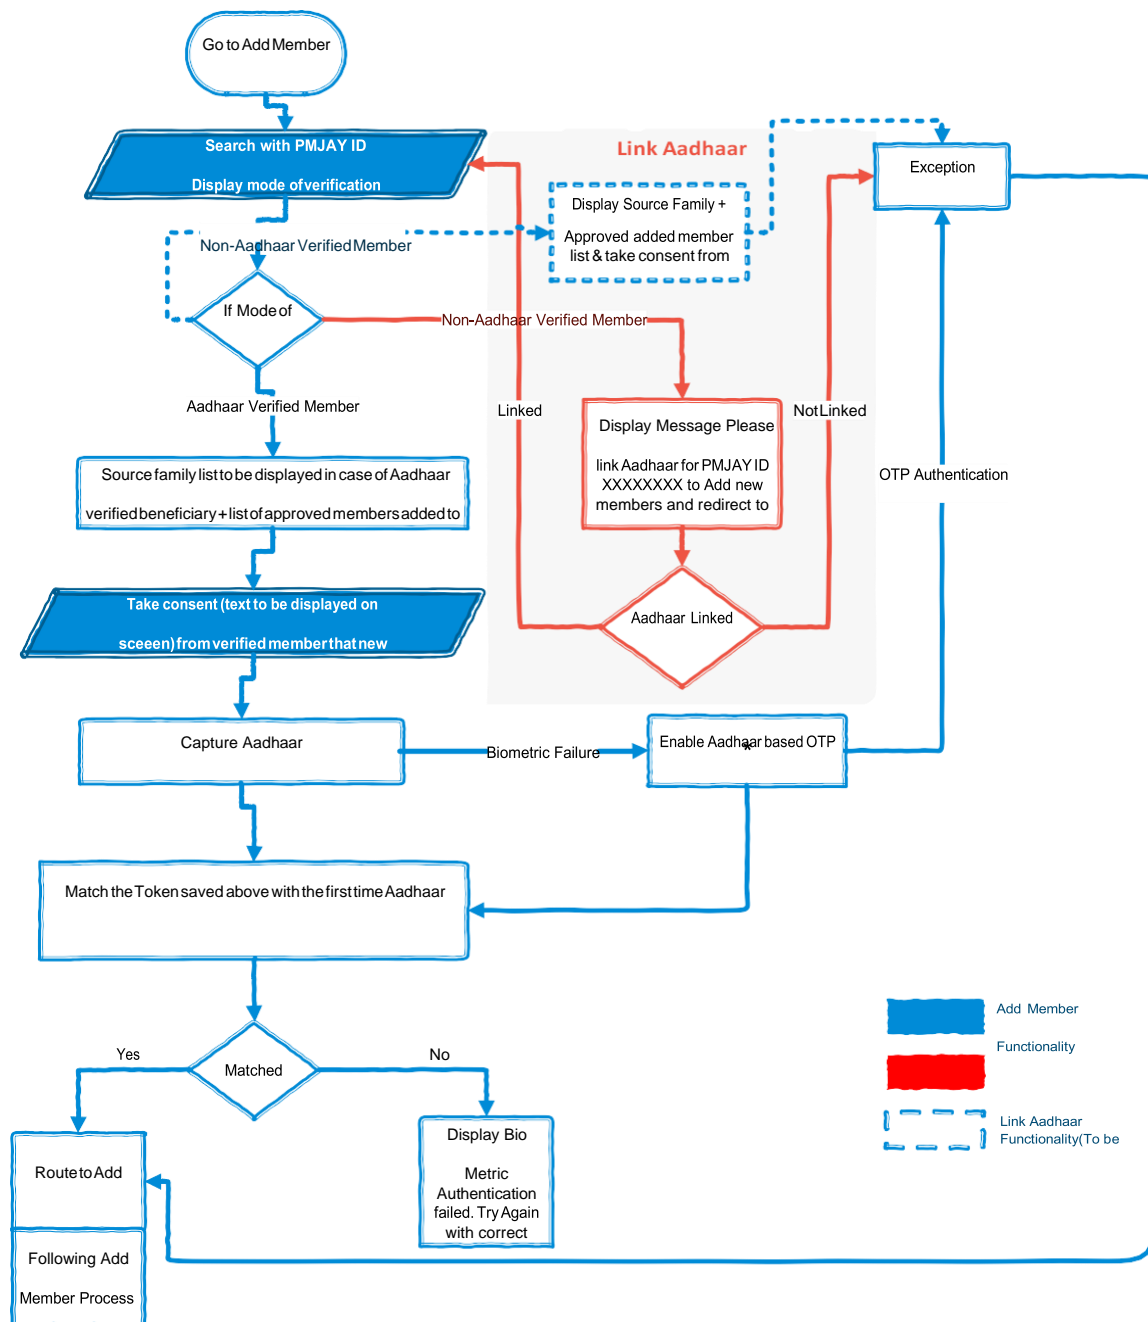 Go to Add Member
Search with PMJAY ID
Display mode of verification
Link Aadhaar
Exception
Display Source Family +
Approved added member
list & take consent from
Non-Aadhaar Verified Member
If Mode of
Non-Aadhaar Verified Member
Aadhaar Verified Member
Linked
Not Linked
Display Message Please
link Aadhaar for PMJAY ID
XXXXXXXX to Add new
members and redirect to
Source family list to be displayed in case of Aadhaar
verified beneficiary + list of approved members added to
OTP Authentication
Take consent (text to be displayed on
sceeen) from verified member that new
Aadhaar Linked
Capture Aadhaar
Biometric Failure
Enable Aadhaar based OTP
*
Match the Token saved above with the first time Aadhaar
Yes
Matched
No
Display Bio
Metric
Authentication
failed. Try Again
with correct
Route to Add
Following Add
Member Process
Add Member
Functionality
Link Aadhaar
Functionality(To be